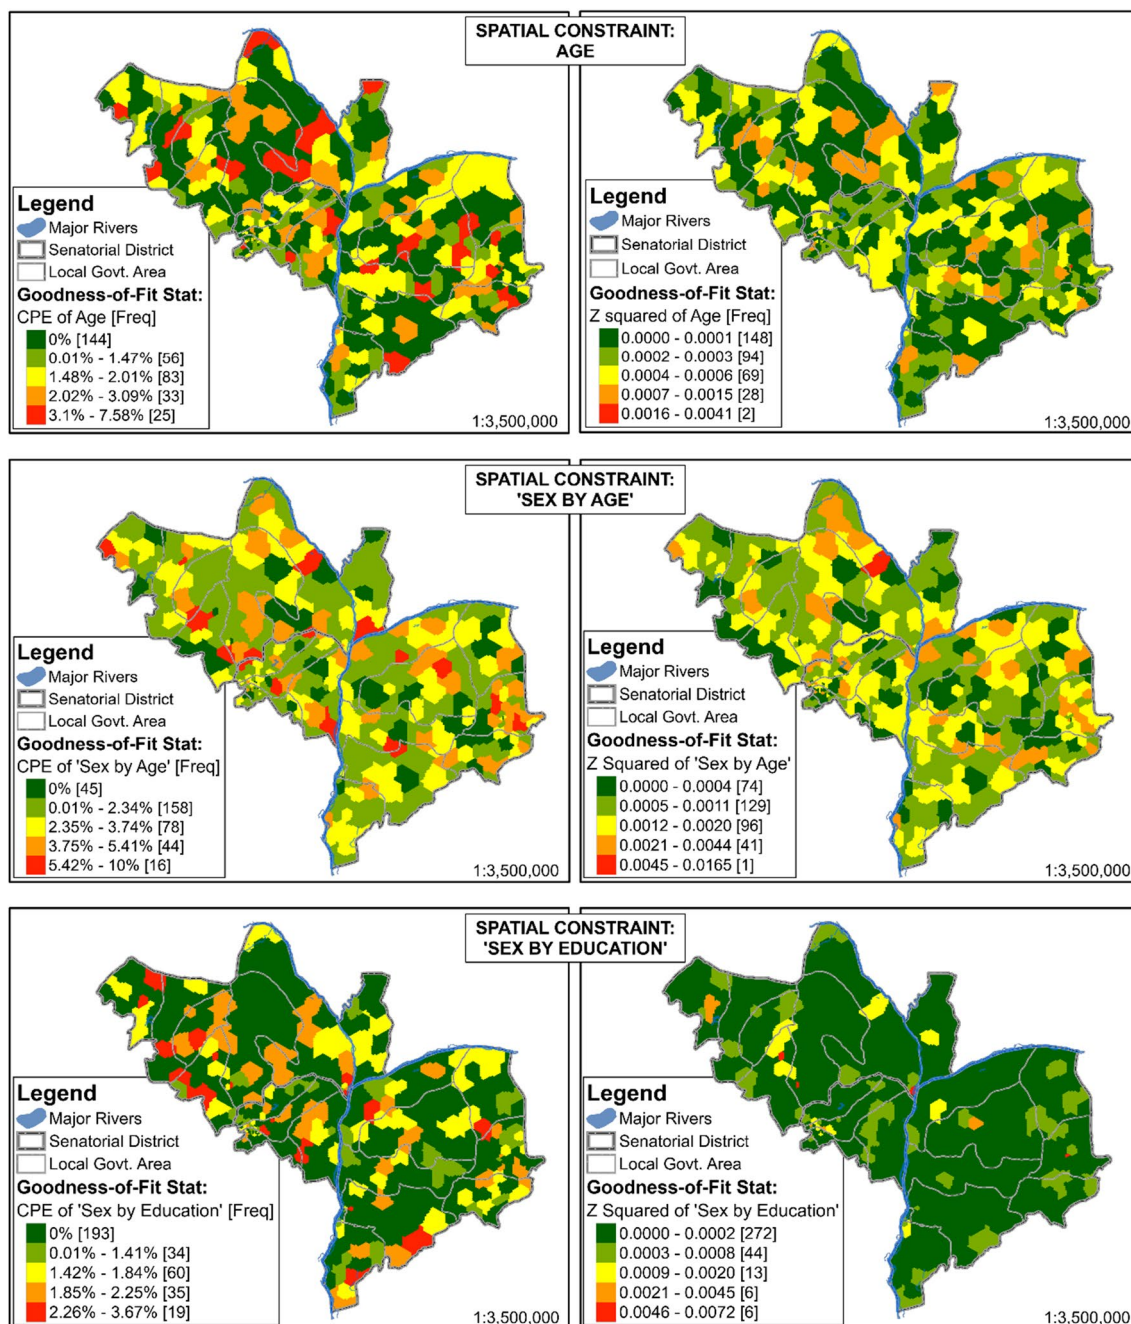 SPATIAL CONSTRAINT:
AGE
Legend
Major Rivers
Senatorial District
Local Govt. Area
Goodness-of-Fit Stat:
CPE of Age [Freq]
0% [144]
0.01% - 1.47% [56]
1.48% - 2.01% [83]
2.02% - 3.09% [33]
3.1% - 7.58% [25]
1:3,500,000
Legend
Major Rivers
Senatorial District
Local Govt. Area
Goodness-of-Fit Stat:
Z squared of Age [Freq]
0.0000 - 0.0001 [148]
0.0002 - 0.0003 [94]
0.0004 - 0.0006 [69]
0.0007 - 0.0015 [28]
0.0016 - 0.0041 [2]
1:3,500,000
SPATIAL CONSTRAINT:
'SEX BY AGE'
Legend
Major Rivers
Senatorial District
Local Govt. Area
Goodness-of-Fit Stat:
CPE of 'Sex by Age' [Freq]
0% [45]
0.01% - 2.34% [158]
2.35% - 3.74% [78]
3.75% - 5.41% [44]
5.42% - 10% [16]
1:3,500,000
Legend
Major Rivers
Senatorial District
Local Govt. Area
Goodness-of-Fit Stat:
Z Squared of 'Sex by Age'
0.0000 - 0.0004 [74]
0.0005 - 0.0011 [129]
0.0012 - 0.0020 [96]
0.0021 - 0.0044 [41]
0.0045 - 0.0165 [1]
1:3,500,000
SPATIAL CONSTRAINT:
'SEX BY EDUCATION'
Legend
Major Rivers
Senatorial District
Local Govt. Area
Goodness-of-Fit Stat:
CPE of 'Sex by Education' [Freq]
0% [193]
0.01% - 1.41% [34]
1.42% - 1.84% [60]
1.85% - 2.25% [35]
2.26% - 3.67% [19]
1:3,500,000
Legend
Major Rivers
Senatorial District
Local Govt. Area
Goodness-of-Fit Stat:
Z Squared of 'Sex by Education'
0.0000 - 0.0002 [272]
0.0003 - 0.0008 [44]
0.0009 - 0.0020 [13]
0.0021 - 0.0045 [6]
0.0046 - 0.0072 [6]
1:3,500,000